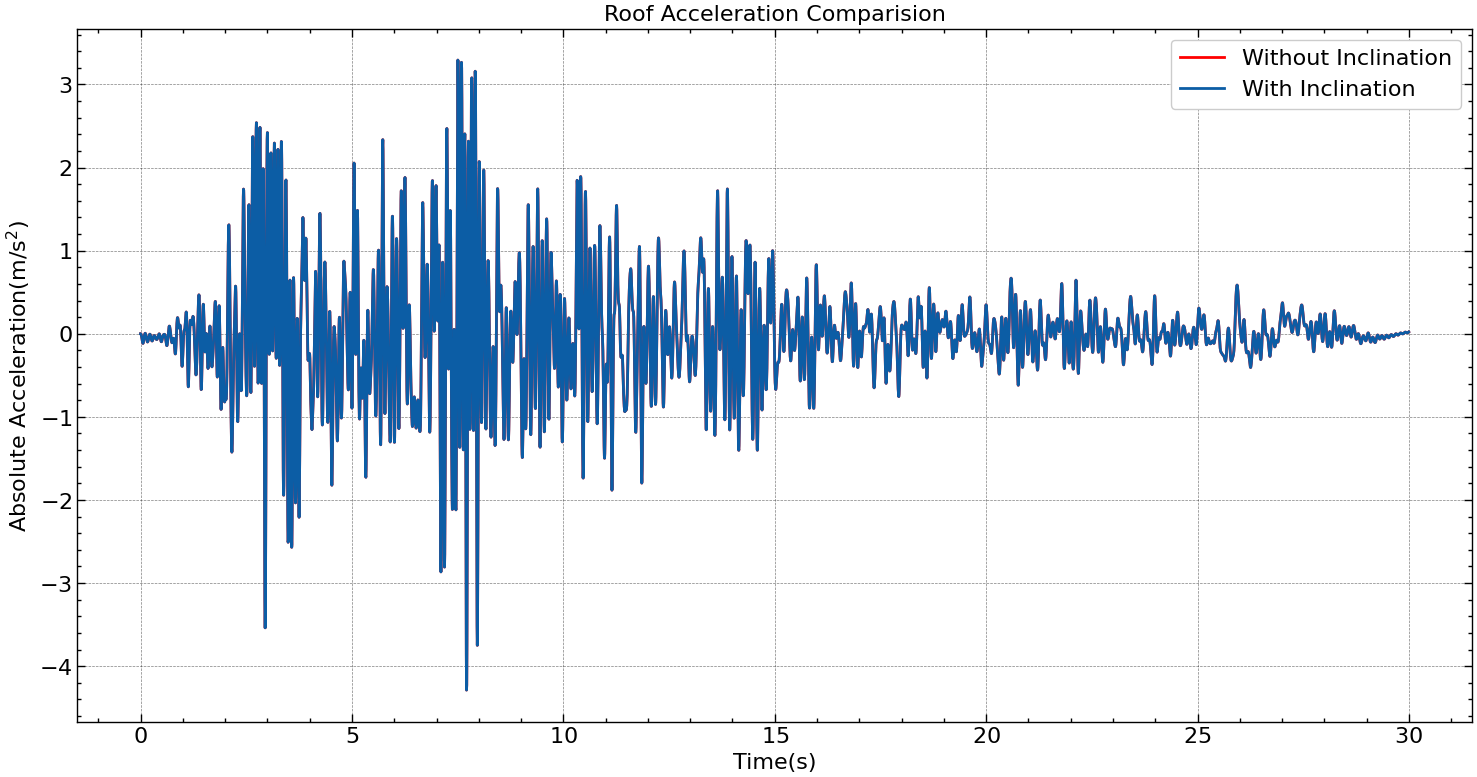 Roof Acceleration Comparision
Without Inclination
With Inclination
Absolute Acceleration(m/s²)
3
2
1
0
−1
−2
−3
−4
0 5 10 15 20 25 30
Time(s)